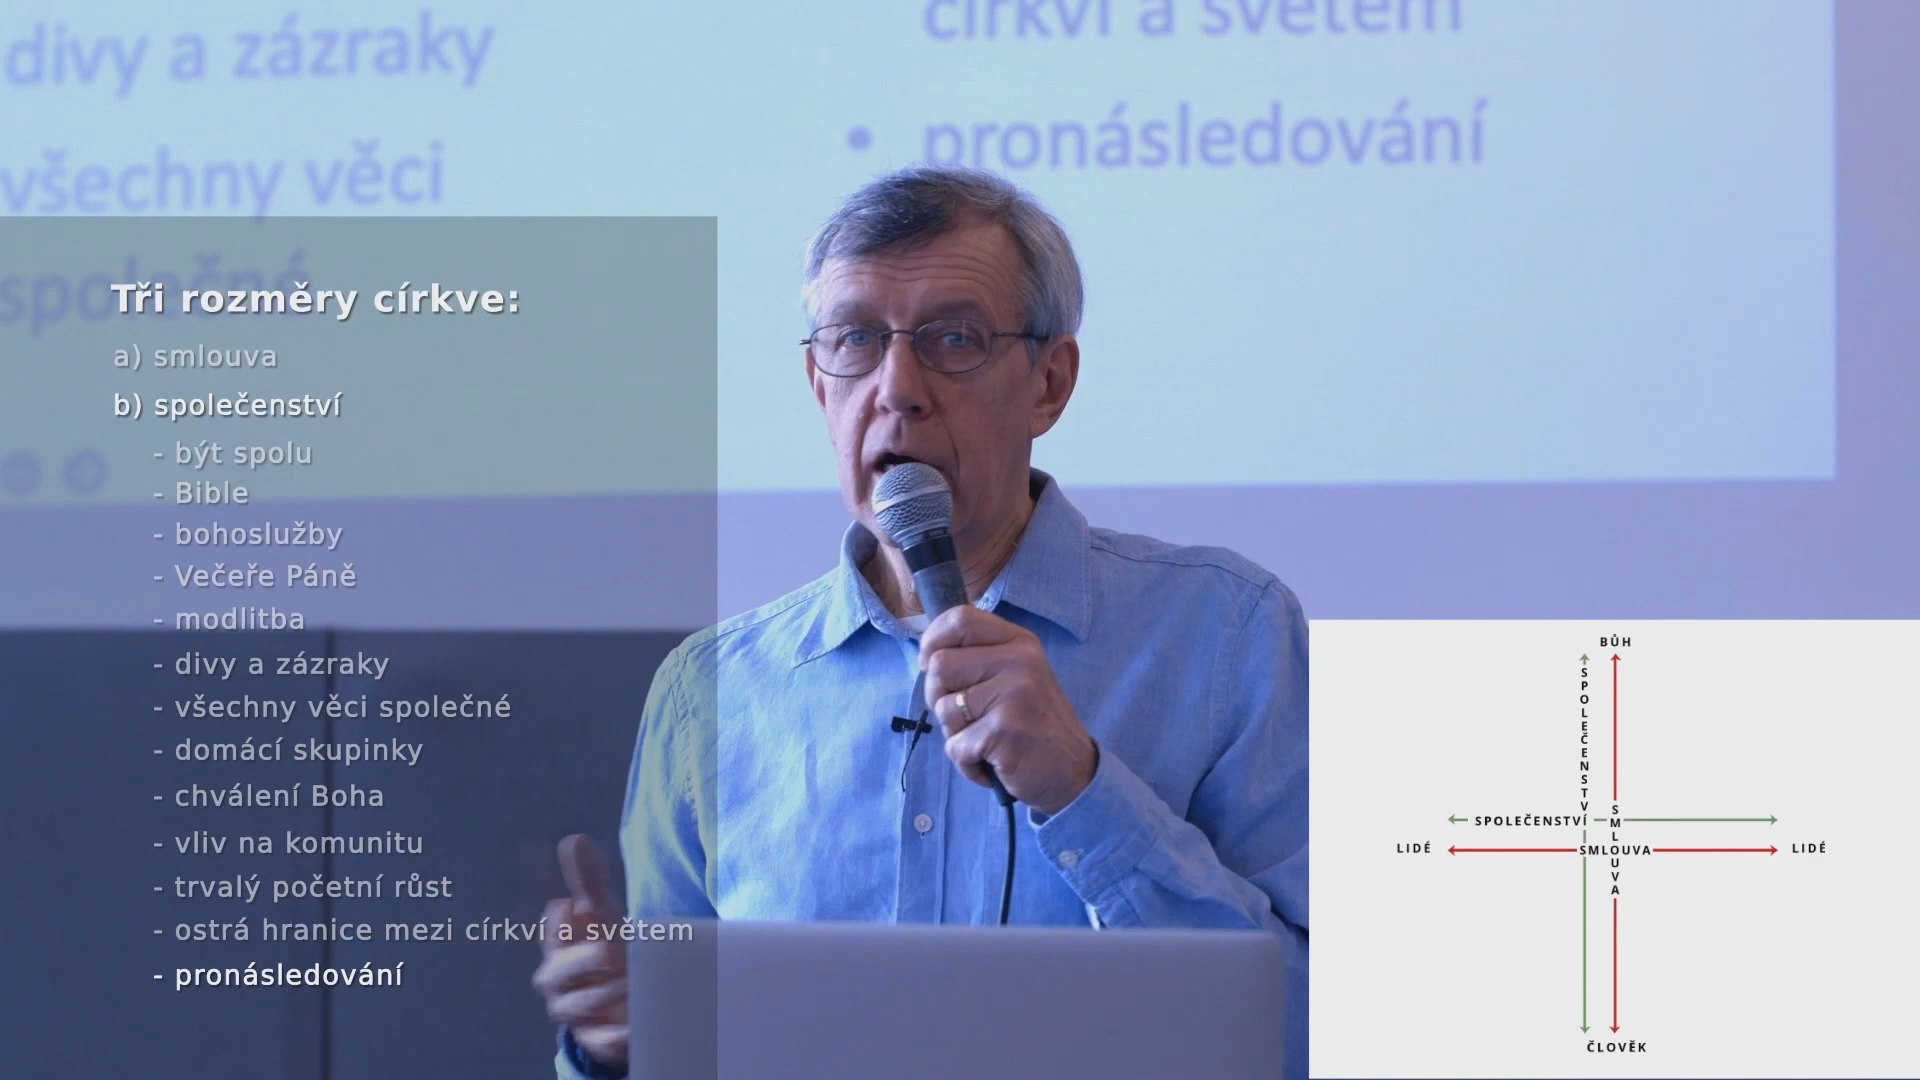 divy a zázraky
všechny věci
společné
církví a světem
• pronásledování
Tři rozměry církve:
a) smlouva
b) společenství
- být spolu
- Bible
- bohoslužby
- Večeře Páně
- modlitba
- divy a zázraky
- všechny věci společné
- domácí skupinky
- chválení Boha
- vliv na komunitu
- trvalý početní růst
- ostrá hranice mezi církví a světem
- pronásledování
BŮH
SPOLEČENSTVÍ
SMLOUVA
SPOLEČENSTVÍ
LIDÉ
SMLOUVA
LIDÉ
ČLOVĚK